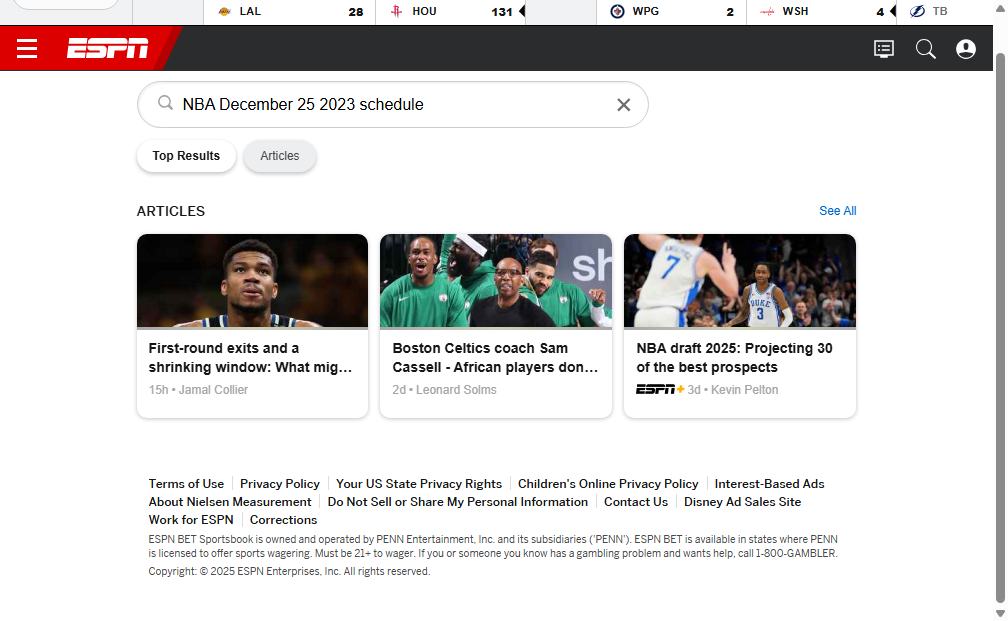 LAL 28 HOU 131 WPG 2 WSH 4 TB
ESPN
NBA December 25 2023 schedule
Top Results Articles
ARTICLES See All
First-round exits and a
shrinking window: What mig...
15h • Jamal Collier
Boston Celtics coach Sam
Cassell - African players don...
2d • Leonard Solms
NBA draft 2025: Projecting 30
of the best prospects
ESPN+ 3d • Kevin Pelton
Terms of Use Privacy Policy Your US State Privacy Rights Children's Online Privacy Policy Interest-Based Ads
About Nielsen Measurement Do Not Sell or Share My Personal Information Contact Us Disney Ad Sales Site
Work for ESPN Corrections
ESPN BET Sportsbook is owned and operated by PENN Entertainment, Inc. and its subsidiaries ('PENN'). ESPN BET is available in states where PENN
is licensed to offer sports wagering. Must be 21+ to wager. If you or someone you know has a gambling problem and wants help, call 1-800-GAMBLER.
Copyright: © 2025 ESPN Enterprises, Inc. All rights reserved.